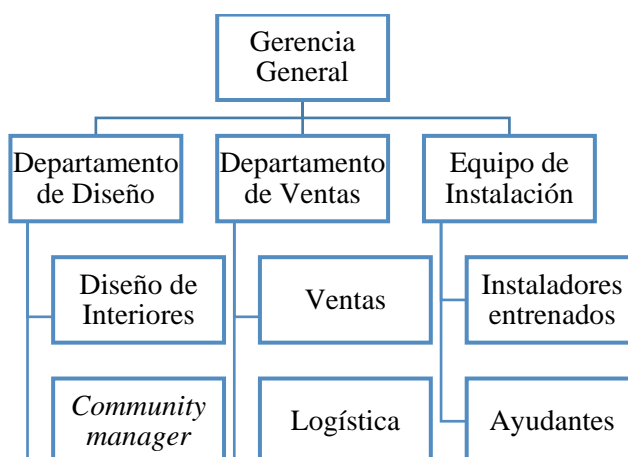 Gerencia
General
Departamento
de Diseño
Departamento
de Ventas
Equipo de
Instalación
Diseño de
Interiores
Ventas
Instaladores
entrenados
Community
manager
Logística
Ayudantes